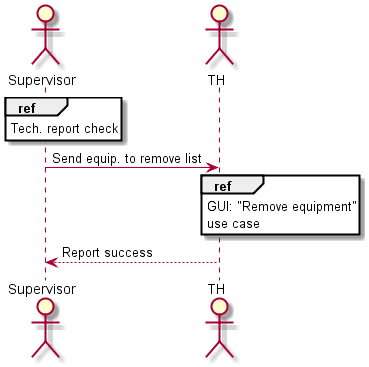 Supervisor
TH
ref
Tech. report check
Send equip. to remove list
ref
GUI: "Remove equipment"
use case
Report success
Supervisor
TH